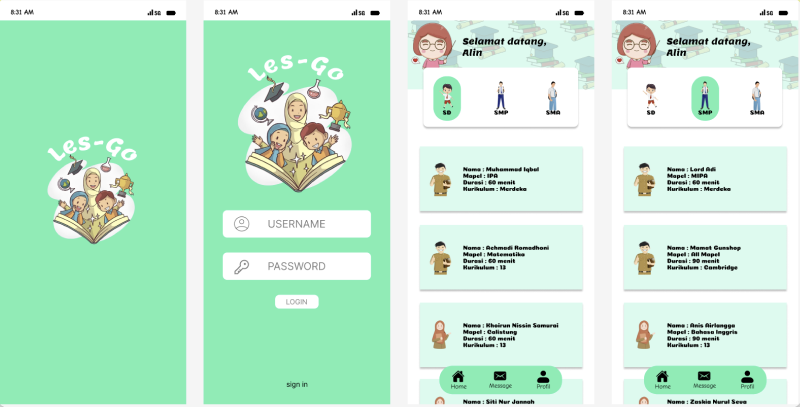 8:31 AM
5G
Les-Go
8:31 AM
5G
Les-Go
USERNAME
PASSWORD
LOGIN
sign in
8:31 AM
5G
Selamat datang,
Alin
SD
SMP
SMA
Nama : Muhammad Iqbal
Mapel : IPA
Durasi : 60 menit
Kurikulum : Merdeka
Nama : Achmadi Romadhoni
Mapel : Matematika
Durasi : 60 menit
Kurikulum : 13
Nama : Khoirun Nissin Samurai
Mapel : Calistung
Durasi : 60 menit
Kurikulum : 13
Nama : Siti Nur Jannah
Home
Message
Profil
8:31 AM
5G
Selamat datang,
Alin
SD
SMP
SMA
Nama : Lord Adi
Mapel : MIPA
Durasi : 60 menit
Kurikulum : Merdeka
Nama : Mamat Gunshop
Mapel : All Mapel
Durasi : 90 menit
Kurikulum : Cambridge
Nama : Anis Airlangga
Mapel : Bahasa Inggris
Durasi : 90 menit
Kurikulum : 13
Nama : Zaskia Nurul Seva
Home
Message
Profil